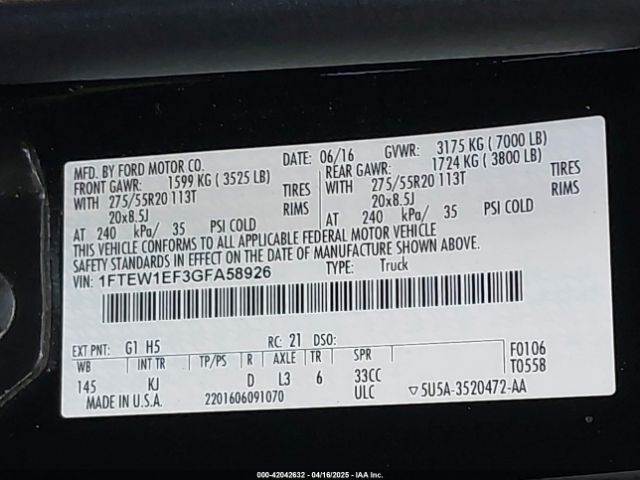 MFD. BY FORD MOTOR CO. DATE: 06/16 GVWR: 3175 KG ( 7000 LB)
FRONT GAWR: 1599 KG ( 3525 LB) REAR GAWR: 1724 KG ( 3800 LB)
WITH 275/55R20 113T TIRES WITH 275/55R20 113T TIRES
20x8.5J RIMS 20x8.5J RIMS
AT 240 kPa/ 35 PSI COLD AT 240 kPa/ 35 PSI COLD
THIS VEHICLE CONFORMS TO ALL APPLICABLE FEDERAL MOTOR VEHICLE
SAFETY STANDARDS IN EFFECT ON THE DATE OF MANUFACTURE SHOWN ABOVE.
VIN: 1FTEW1EF3GFA58926 TYPE: Truck
EXT PNT: G1 H5 RC: 21 DSO: F0106
WB INT TR TP/PS R AXLE TR SPR T0558
145 KJ D L3 6 33CC
ULC
MADE IN U.S.A. 2201606091070 ▽5U5A-3520472-AA
000-42042632 - 04/16/2025 - IAAI.COM